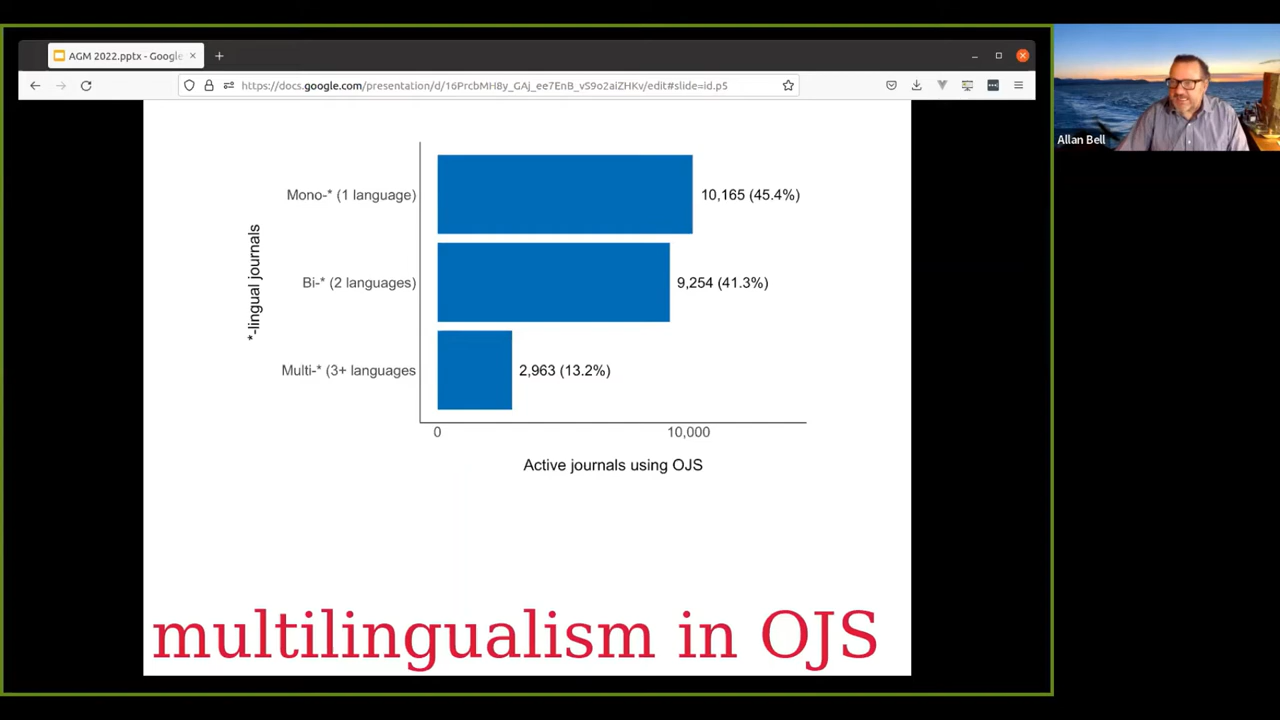 AGM 2022.pptx - Google
https://docs.google.com/presentation/d/16PrcbMH8y_GAj_ee7EnB_vS9o2aiZHKv/edit#slide=id.p5
Allan Bell
*-lingual journals
Mono-* (1 language)
10,165 (45.4%)
Bi-* (2 languages)
9,254 (41.3%)
Multi-* (3+ languages
2,963 (13.2%)
0
10,000
Active journals using OJS
multilingualism in OJS